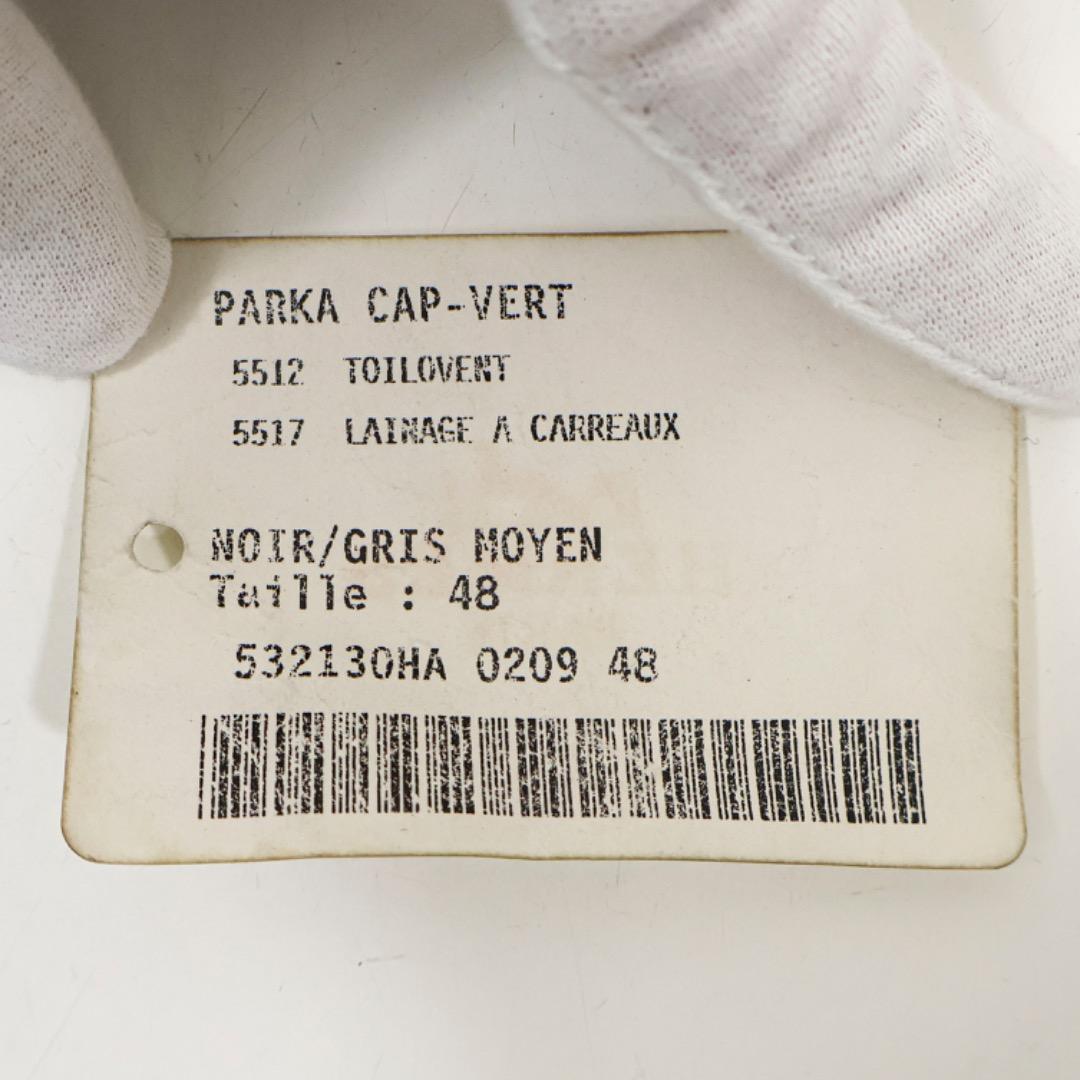 PARKA CAP-VERT
5512 TOILOVENT
5517 LAINAGE A CARREAUX
NOIR/GRIS MOYEN
Taille : 48
532130HA 0209 48